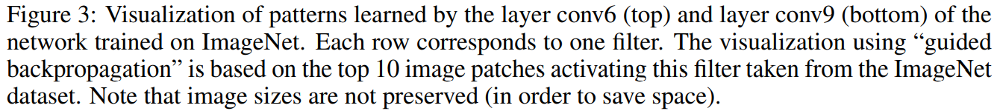 Figure 3: Visualization of patterns learned by the layer conv6 (top) and layer conv9 (bottom) of the
network trained on ImageNet. Each row corresponds to one filter. The visualization using “guided
backpropagation” is based on the top 10 image patches activating this filter taken from the ImageNet
dataset. Note that image sizes are not preserved (in order to save space).